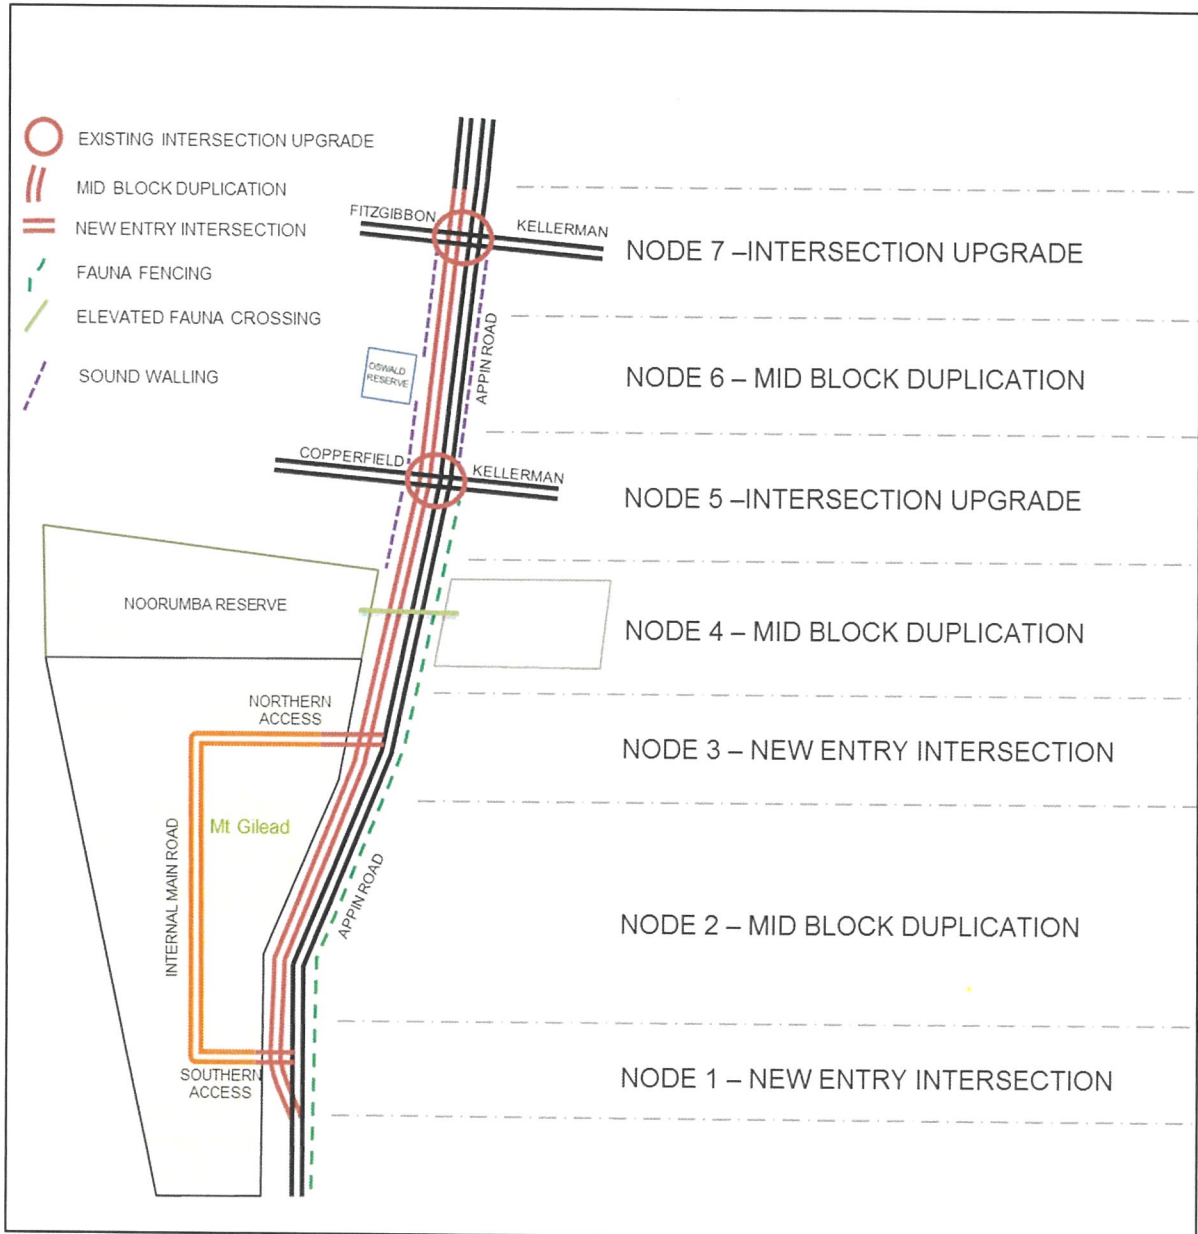 EXISTING INTERSECTION UPGRADE
MID BLOCK DUPLICATION
NEW ENTRY INTERSECTION
FAUNA FENCING
ELEVATED FAUNA CROSSING
SOUND WALLING
FITZGIBBON
KELLERMAN
NODE 7 –INTERSECTION UPGRADE
APPIN ROAD
OSWALD
RESERVE
NODE 6 – MID BLOCK DUPLICATION
COPPERFIELD
KELLERMAN
NODE 5 –INTERSECTION UPGRADE
NOORUMBA RESERVE
NODE 4 – MID BLOCK DUPLICATION
NORTHERN
ACCESS
NODE 3 – NEW ENTRY INTERSECTION
Mt Gilead
INTERNAL MAIN ROAD
APPIN ROAD
NODE 2 – MID BLOCK DUPLICATION
SOUTHERN
ACCESS
NODE 1 – NEW ENTRY INTERSECTION